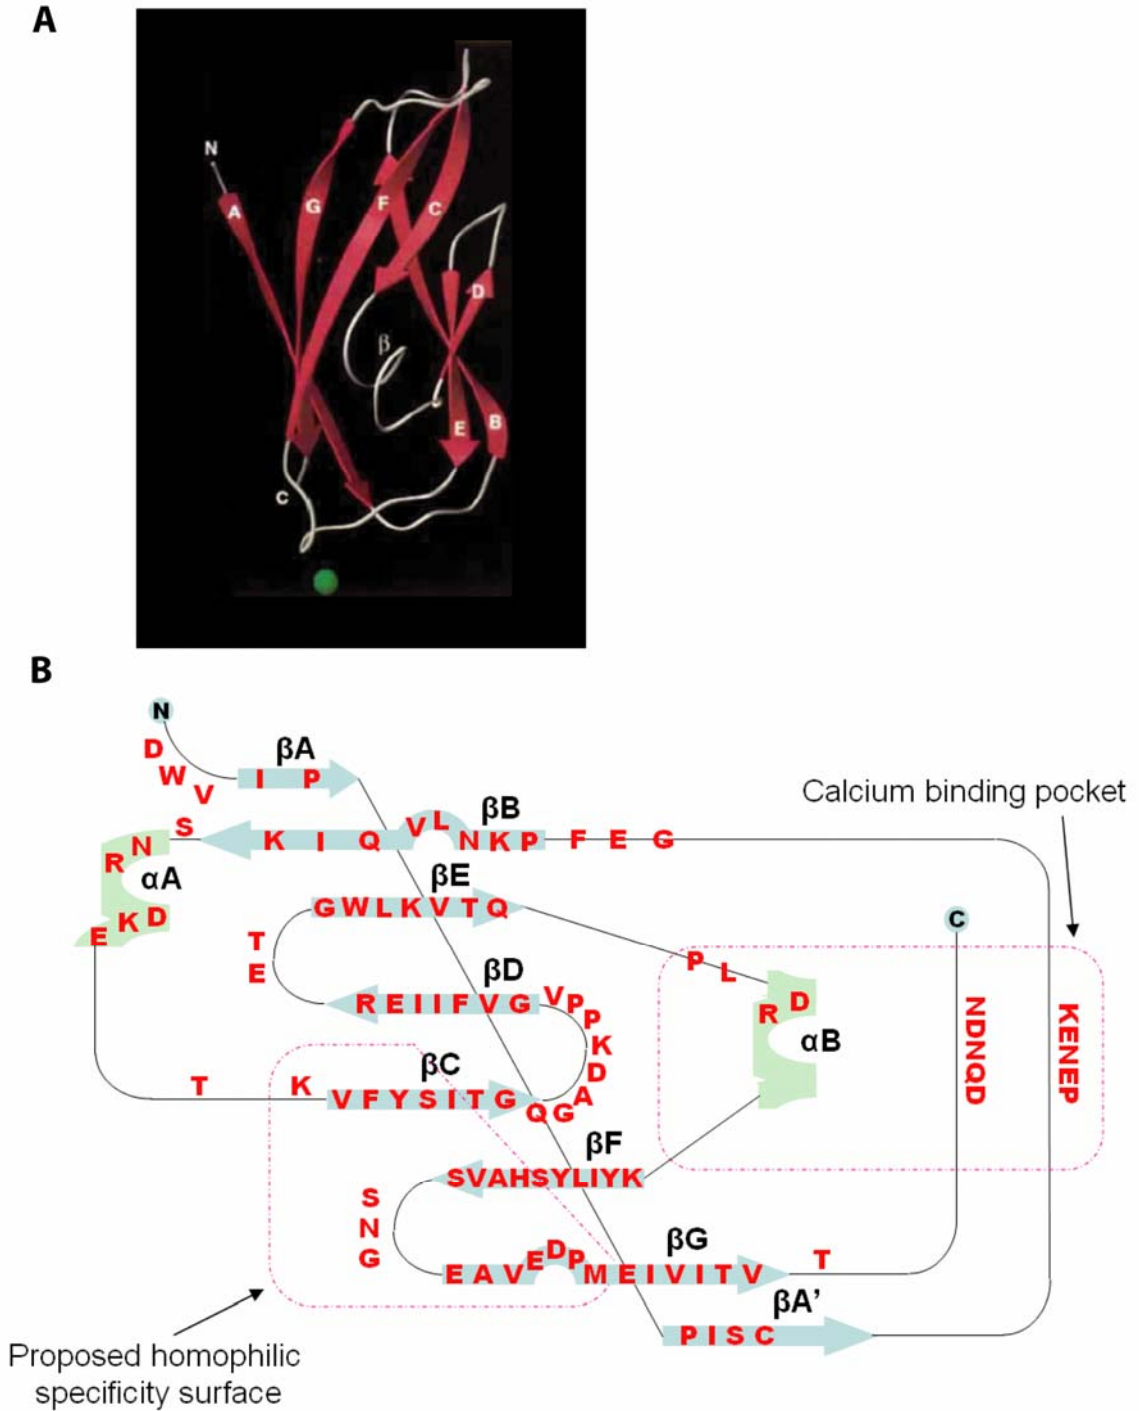 A
N
A
G
F
C
D
β
E
B
C
B
N
D
W
V
βA
I P
Calcium binding pocket
βB
S
K I Q V L N K P F E G
R N
αA
E K D
βE
G W L K V T Q
T
E
C
P L
βD
R E I I F V G V P P K D A G Q
R D
αB
NDNQD
KENEP
βC
T K V F Y S I T G
βF
SVAHSYLIYK
S
N
G
βG
E A V E D P M E I V I T V T
βA’
P I S C
Proposed homophilic
specificity surface